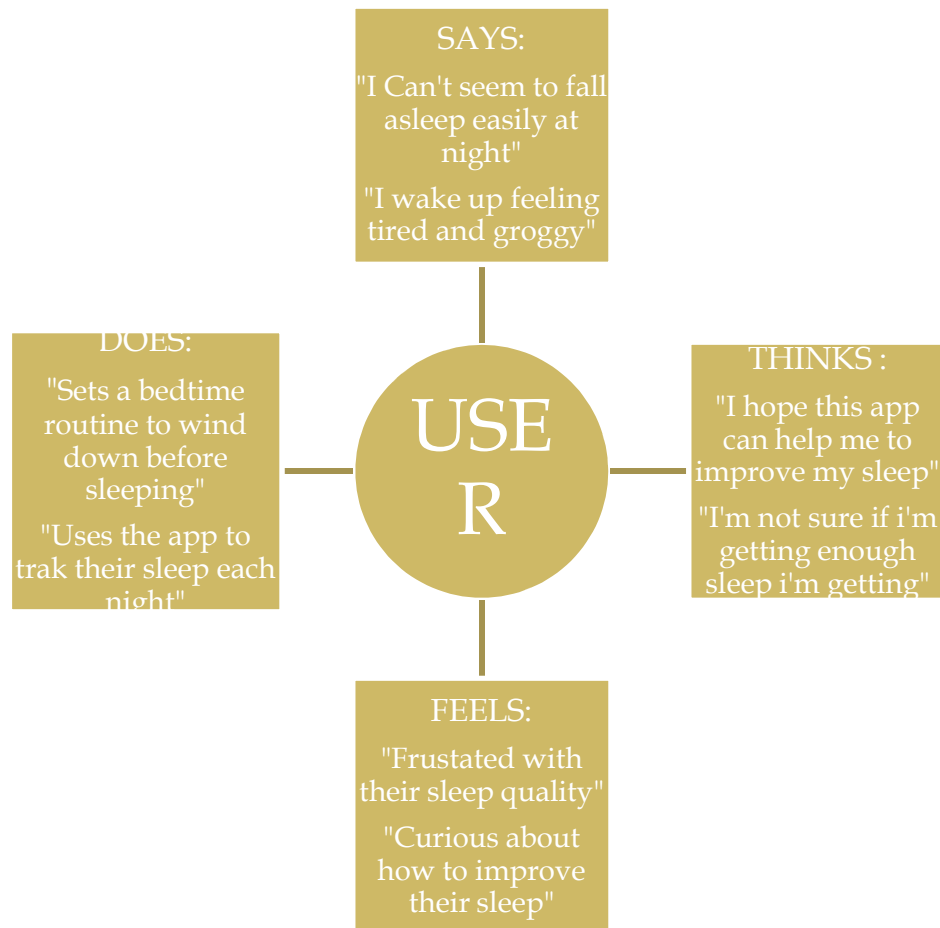 SAYS:
"I Can't seem to fall
asleep easily at
night"
"I wake up feeling
tired and groggy"
DOES:
"Sets a bedtime
routine to wind
down before
sleeping"
"Uses the app to
trak their sleep each
night"
USE
R
THINKS :
"I hope this app
can help me to
improve my sleep"
"I'm not sure if i'm
getting enough
sleep i'm getting"
FEELS:
"Frustated with
their sleep quality"
"Curious about
how to improve
their sleep"